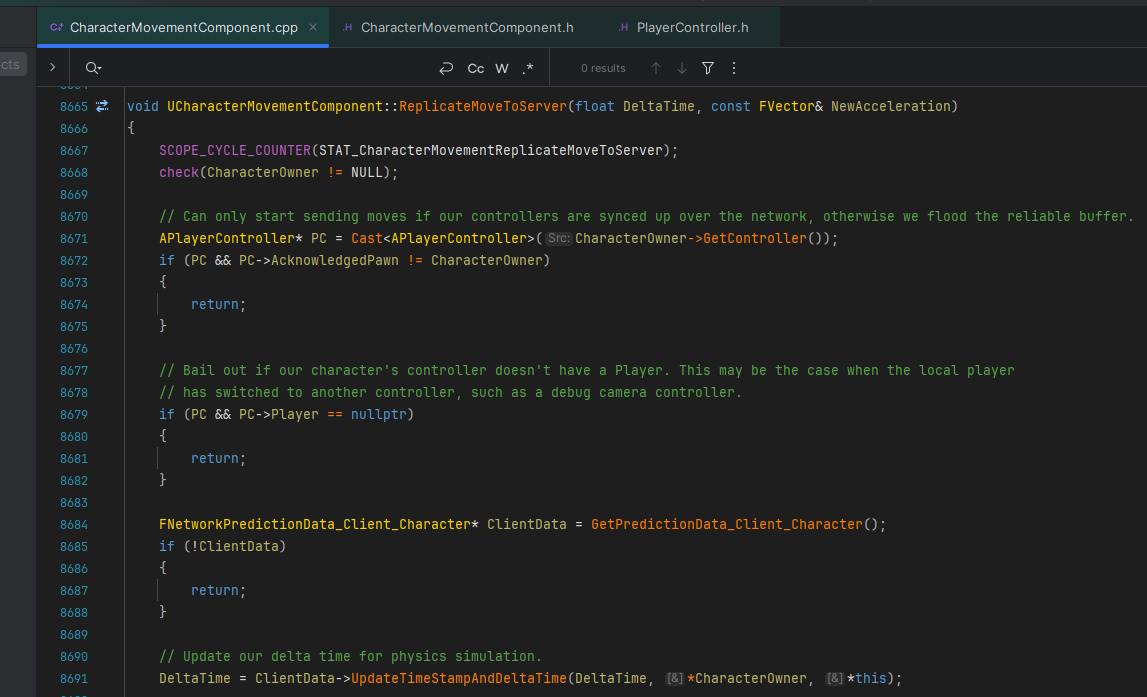 CharacterMovementComponent.cpp
.H CharacterMovementComponent.h
.H PlayerController.h
cts
Cc W .* 0 results
8665 void UCharacterMovementComponent::ReplicateMoveToServer(float DeltaTime, const FVector& NewAcceleration)
8666 {
8667 SCOPE_CYCLE_COUNTER(STAT_CharacterMovementReplicateMoveToServer);
8668 check(CharacterOwner != NULL);
8669
8670 // Can only start sending moves if our controllers are synced up over the network, otherwise we flood the reliable buffer.
8671 APlayerController* PC = Cast<APlayerController>(Src:CharacterOwner->GetController());
8672 if (PC && PC->AcknowledgedPawn != CharacterOwner)
8673 {
8674 return;
8675 }
8676
8677 // Bail out if our character's controller doesn't have a Player. This may be the case when the local player
8678 // has switched to another controller, such as a debug camera controller.
8679 if (PC && PC->Player == nullptr)
8680 {
8681 return;
8682 }
8683
8684 FNetworkPredictionData_Client_Character* ClientData = GetPredictionData_Client_Character();
8685 if (!ClientData)
8686 {
8687 return;
8688 }
8689
8690 // Update our delta time for physics simulation.
8691 DeltaTime = ClientData->UpdateTimeStampAndDeltaTime(DeltaTime, [&]*CharacterOwner, [&]*this);